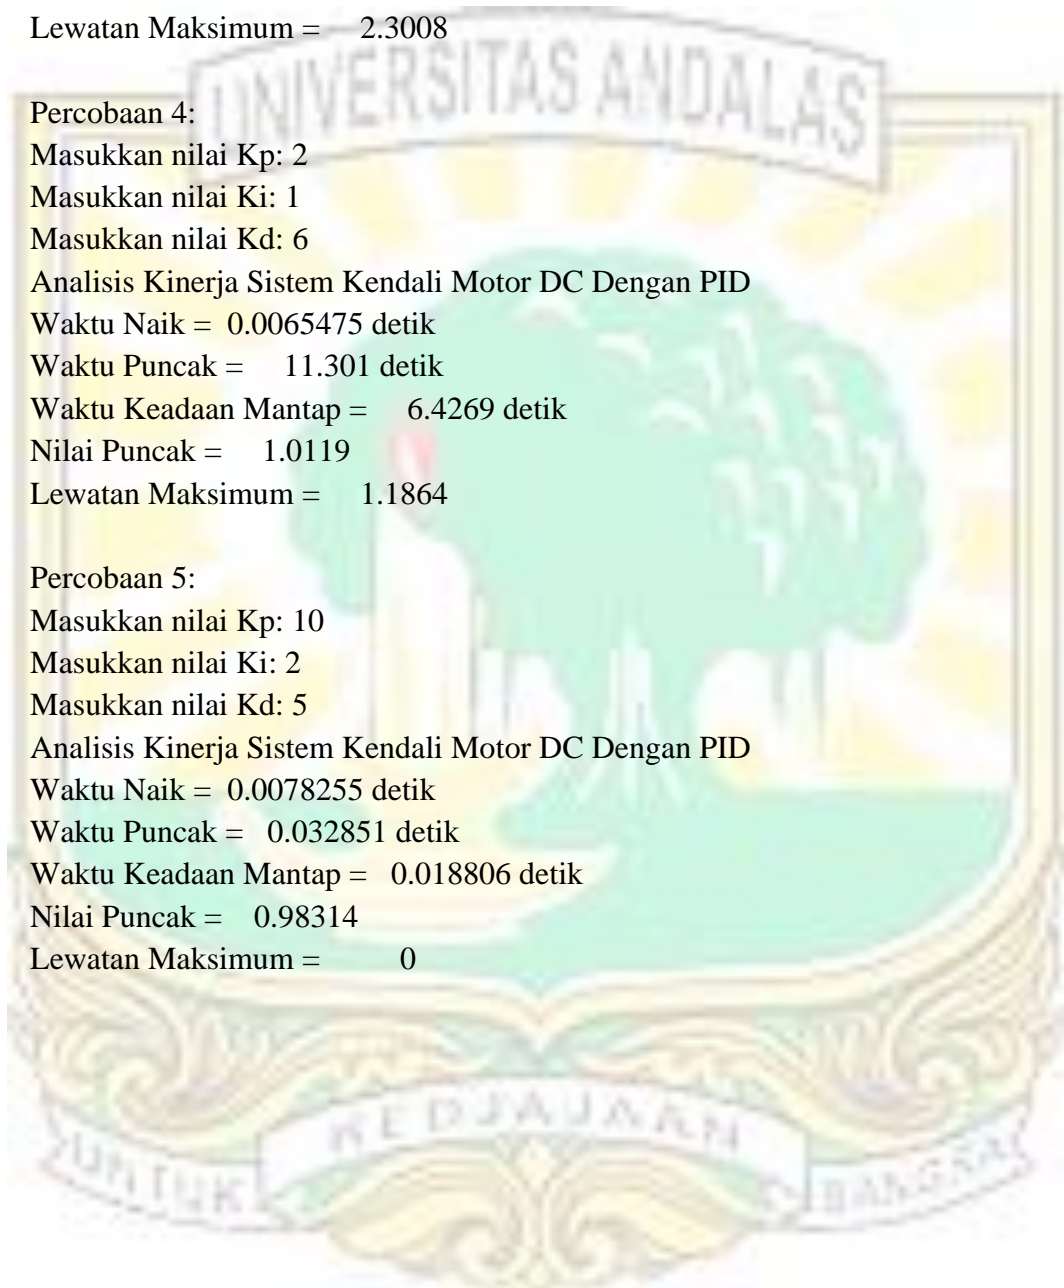 Lewatan Maksimum = 2.3008
UNIVERSITAS ANDALAS
Percobaan 4:
Masukkan nilai Kp: 2
Masukkan nilai Ki: 1
Masukkan nilai Kd: 6
Analisis Kinerja Sistem Kendali Motor DC Dengan PID
Waktu Naik = 0.0065475 detik
Waktu Puncak = 11.301 detik
Waktu Keadaan Mantap = 6.4269 detik
Nilai Puncak = 1.0119
Lewatan Maksimum = 1.1864
Percobaan 5:
Masukkan nilai Kp: 10
Masukkan nilai Ki: 2
Masukkan nilai Kd: 5
Analisis Kinerja Sistem Kendali Motor DC Dengan PID
Waktu Naik = 0.0078255 detik
Waktu Puncak = 0.032851 detik
Waktu Keadaan Mantap = 0.018806 detik
Nilai Puncak = 0.98314
Lewatan Maksimum = 0
UNTUK KEDJAJAAN BANGSA